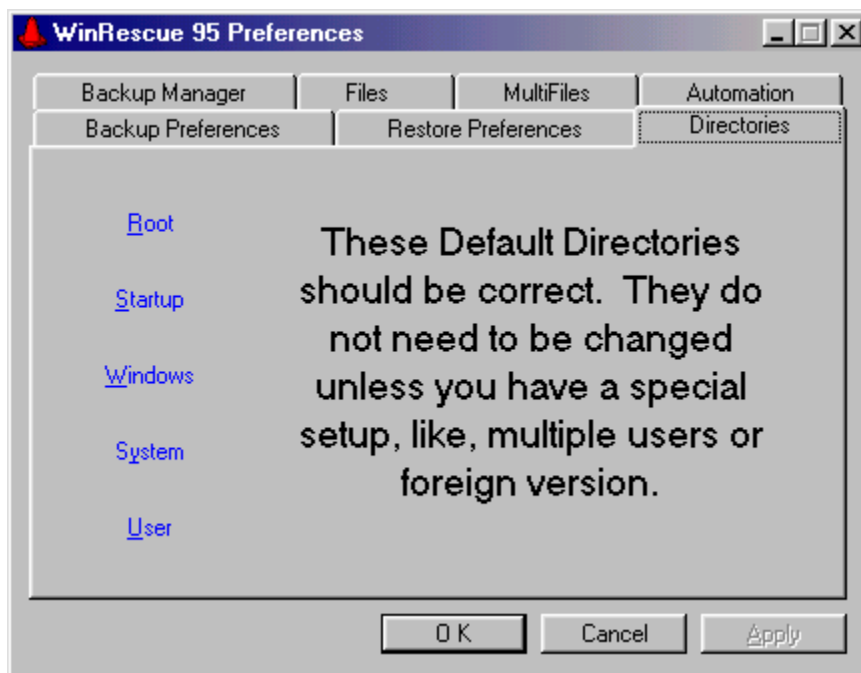 WinRescue 95 Preferences
Backup Manager Files MultiFiles Automation
Backup Preferences Restore Preferences Directories
Root
Startup
Windows
System
User
These Default Directories
should be correct.  They do
not need to be changed
unless you have a special
setup, like, multiple users or
foreign version.
OK Cancel Apply